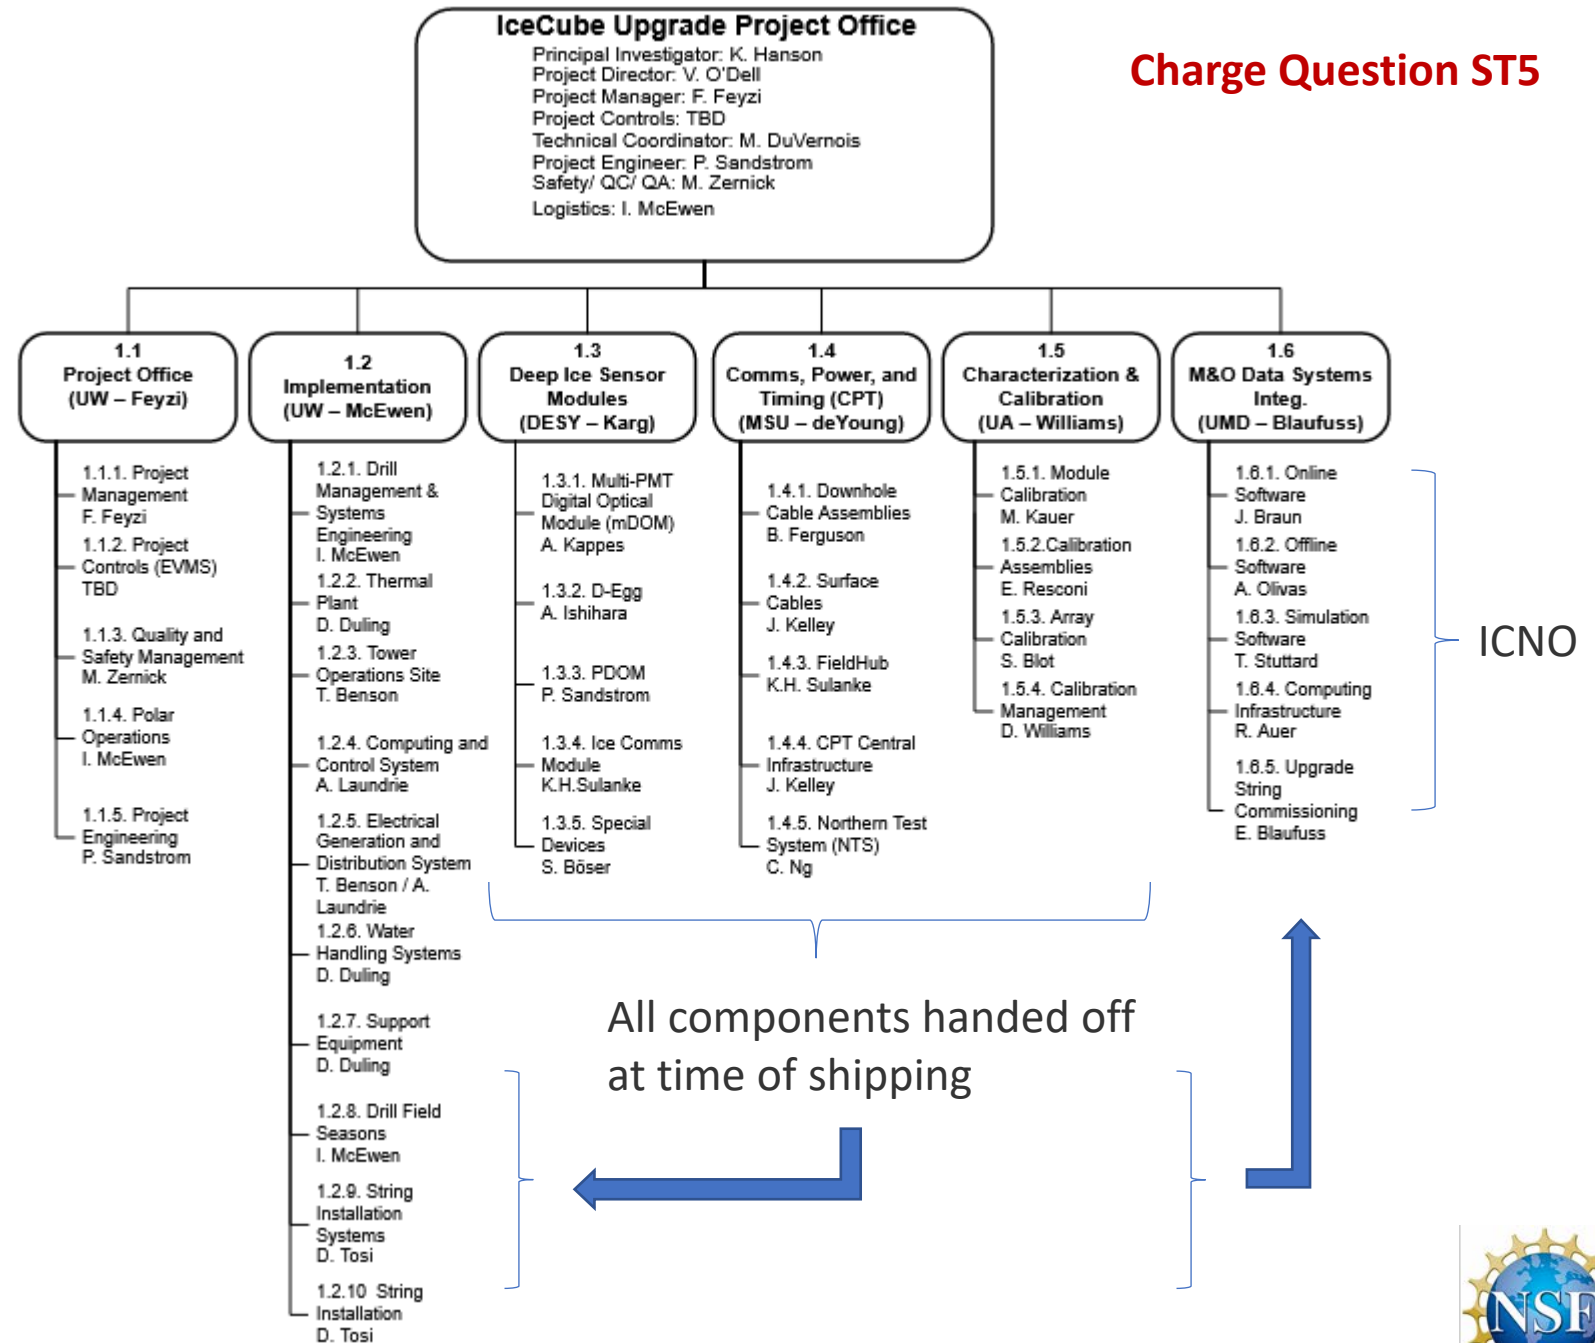 IceCube Upgrade Project Office
Principal Investigator: K. Hanson
Project Director: V. O'Dell
Project Manager: F. Feyzi
Project Controls: TBD
Technical Coordinator: M. DuVernois
Project Engineer: P. Sandstrom
Safety/ QC/ QA: M. Zernick
Logistics: I. McEwen
Charge Question ST5
1.1
Project Office
(UW – Feyzi)
1.1.1. Project
Management
F. Feyzi
1.1.2. Project
Controls (EVMS)
TBD
1.1.3. Quality and
Safety Management
M. Zernick
1.1.4. Polar
Operations
I. McEwen
1.1.5. Project
Engineering
P. Sandstrom
1.2
Implementation
(UW – McEwen)
1.2.1. Drill
Management &
Systems
Engineering
I. McEwen
1.2.2. Thermal
Plant
D. Duling
1.2.3. Tower
Operations Site
T. Benson
1.2.4. Computing and
Control System
A. Laundrie
1.2.5. Electrical
Generation and
Distribution System
T. Benson / A.
Laundrie
1.2.6. Water
Handling Systems
D. Duling
1.2.7. Support
Equipment
D. Duling
1.2.8. Drill Field
Seasons
I. McEwen
1.2.9. String
Installation
Systems
D. Tosi
1.2.10 String
Installation
D. Tosi
1.3
Deep Ice Sensor
Modules
(DESY – Karg)
1.3.1. Multi-PMT
Digital Optical
Module (mDOM)
A. Kappes
1.3.2. D-Egg
A. Ishihara
1.3.3. PDOM
P. Sandstrom
1.3.4. Ice Comms
Module
K.H.Sulanke
1.3.5. Special
Devices
S. Böser
1.4
Comms, Power, and
Timing (CPT)
(MSU – deYoung)
1.4.1. Downhole
Cable Assemblies
B. Ferguson
1.4.2. Surface
Cables
J. Kelley
1.4.3. FieldHub
K.H. Sulanke
1.4.4. CPT Central
Infrastructure
J. Kelley
1.4.5. Northern Test
System (NTS)
C. Ng
1.5
Characterization &
Calibration
(UA – Williams)
1.5.1. Module
Calibration
M. Kauer
1.5.2.Calibration
Assemblies
E. Resconi
1.5.3. Array
Calibration
S. Blot
1.5.4. Calibration
Management
D. Williams
1.6
M&O Data Systems
Integ.
(UMD – Blaufuss)
1.6.1. Online
Software
J. Braun
1.6.2. Offline
Software
A. Olivas
1.6.3. Simulation
Software
T. Stuttard
1.6.4. Computing
Infrastructure
R. Auer
1.6.5. Upgrade
String
Commissioning
E. Blaufuss
ICNO
All components handed off
at time of shipping
NSF